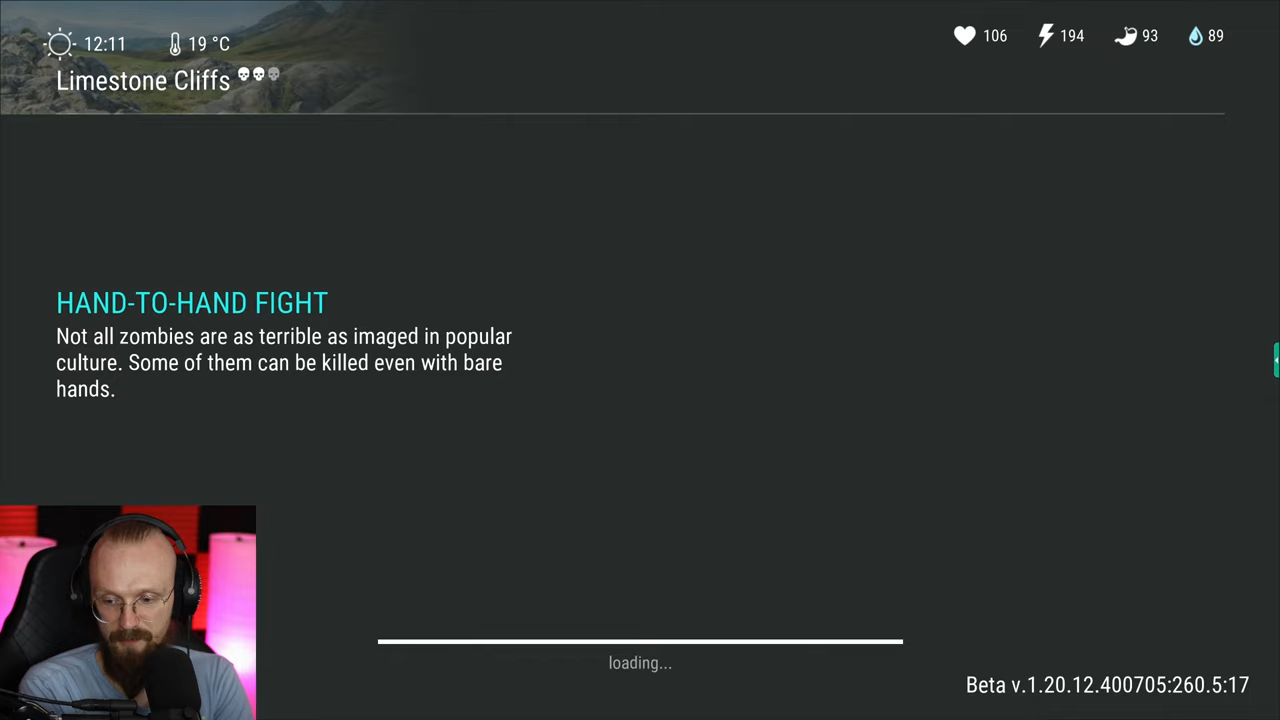 12:11 19 °C
106 194 93 89
Limestone Cliffs
HAND-TO-HAND FIGHT
Not all zombies are as terrible as imaged in popular
culture. Some of them can be killed even with bare
hands.
loading...
Beta v.1.20.12.400705:260.5:17